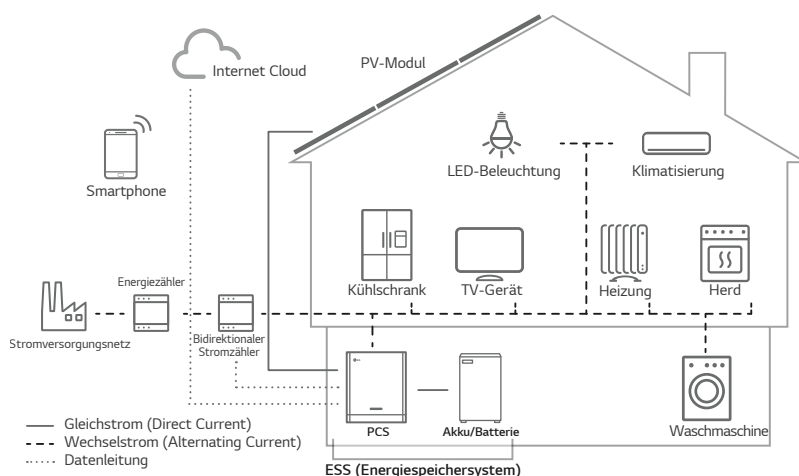 Internet Cloud
PV-Modul
Smartphone
LED-Beleuchtung
Klimatisierung
Kühlschrank
TV-Gerät
Heizung
Herd
Energiezähler
Stromversorgungsnetz
Bidirektionaler
Stromzähler
PCS
Akku/Batterie
Waschmaschine
Gleichstrom (Direct Current)
Wechselstrom (Alternating Current)
Datenleitung
ESS (Energiespeichersystem)